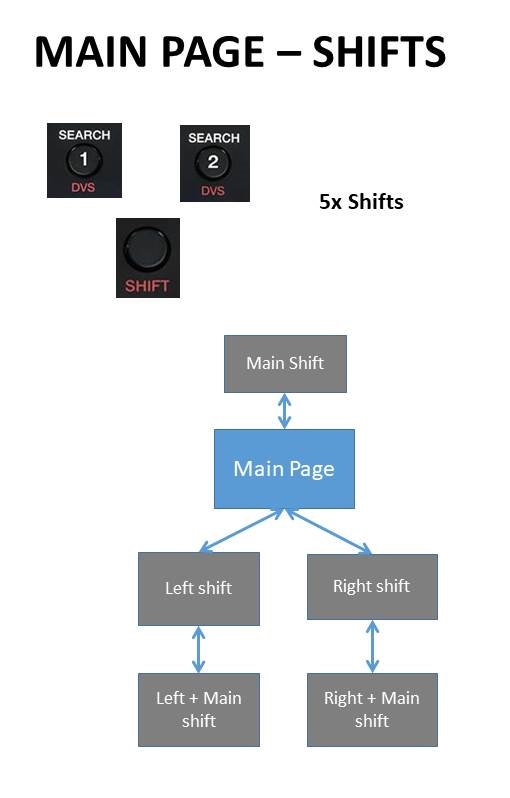 MAIN PAGE – SHIFTS
SEARCH
1
DVS
SEARCH
2
DVS
5x Shifts
SHIFT
Main Shift
Main Page
Left shift
Right shift
Left + Main
shift
Right + Main
shift